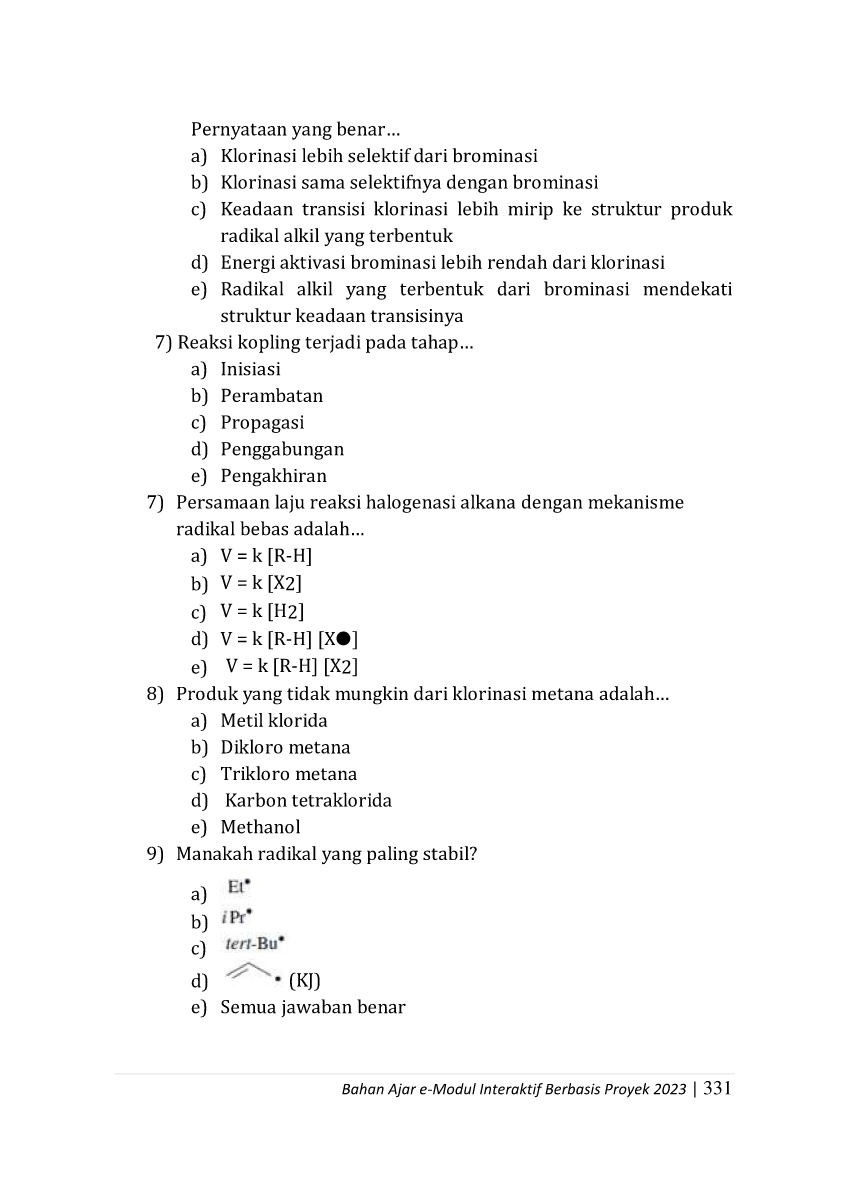 Pernyataan yang benar…
a) Klorinasi lebih selektif dari brominasi
b) Klorinasi sama selektifnya dengan brominasi
c) Keadaan transisi klorinasi lebih mirip ke struktur produk
radikal alkil yang terbentuk
d) Energi aktivasi brominasi lebih rendah dari klorinasi
e) Radikal alkil yang terbentuk dari brominasi mendekati
struktur keadaan transisinya
7) Reaksi kopling terjadi pada tahap…
a) Inisiasi
b) Perambatan
c) Propagasi
d) Penggabungan
e) Pengakhiran
7) Persamaan laju reaksi halogenasi alkana dengan mekanisme
radikal bebas adalah…
a) V = k [R-H]
b) V = k [X2]
c) V = k [H2]
d) V = k [R-H] [X●]
e) V = k [R-H] [X2]
8) Produk yang tidak mungkin dari klorinasi metana adalah…
a) Metil klorida
b) Dikloro metana
c) Trikloro metana
d) Karbon tetraklorida
e) Methanol
9) Manakah radikal yang paling stabil?
a) Et•
b) iPr•
c) tert-Bu•
d) • (KJ)
e) Semua jawaban benar
Bahan Ajar e-Modul Interaktif Berbasis Proyek 2023 | 331